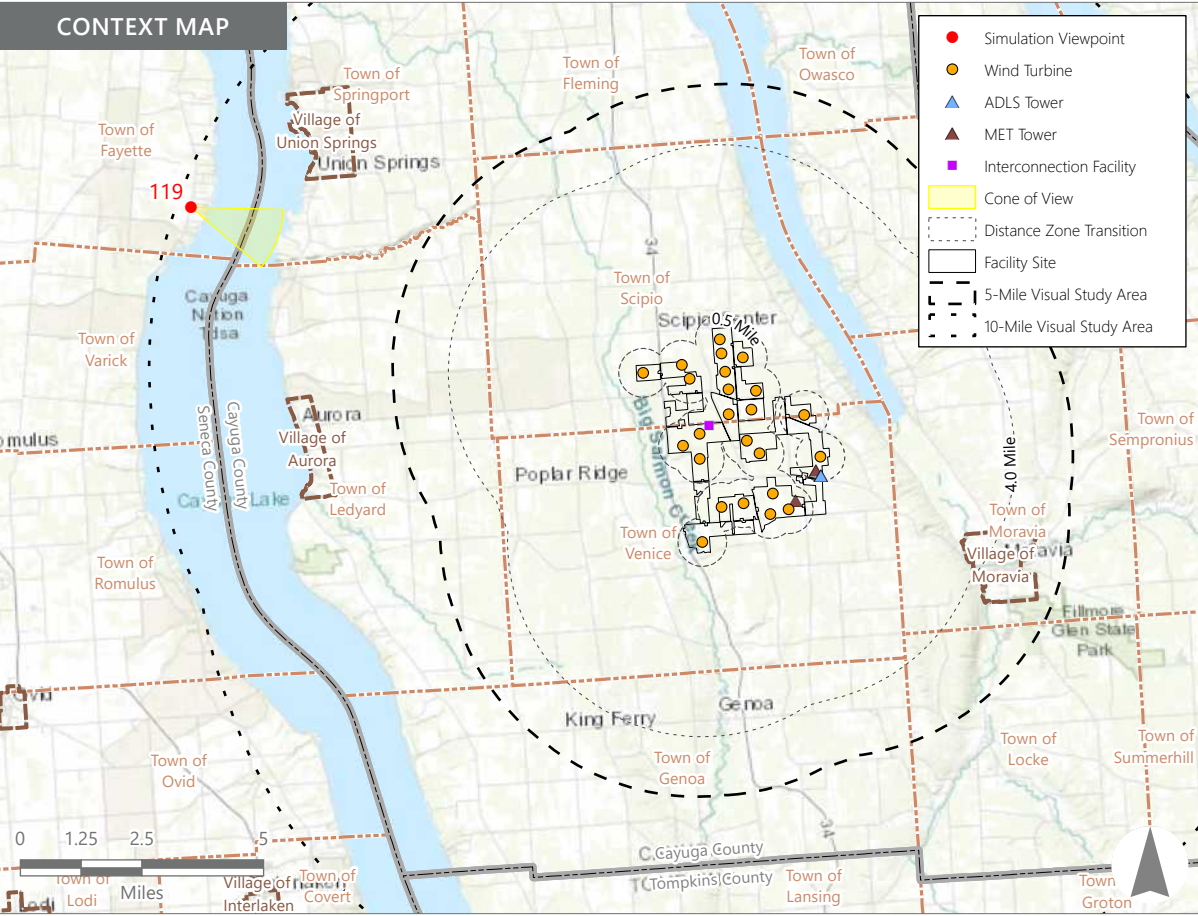 CONTEXT MAP
Simulation Viewpoint
Wind Turbine
ADLS Tower
MET Tower
Interconnection Facility
Cone of View
Distance Zone Transition
Facility Site
5-Mile Visual Study Area
10-Mile Visual Study Area
Town of
Springport
Town of
Fleming
Town of
Owasco
Village of
Union Springs
Union Springs
Town of
Fayette
119
34
Town of
Scipio
Cayuga
Nation
Tdsa
Scipio Center
0.5 Mile
Town of
Varick
Aurora
Village of
Aurora
Cayuga County
Seneca County
omulus
Big Salmon Creek
Town of
Sempronius
4.0 Mile
Poplar Ridge
Cayuga Lake
Town of
Ledyard
Town of
Venice
Town of
Moravia
Moravia
Village of
Moravia
Town of
Romulus
Fillmore
Glen State
Park
Ovid
King Ferry
Genoa
Town of
Ovid
Town of
Genoa
Town of
Locke
Town of
Summerhill
34
0 1.25 2.5 5
Miles
Cayuga County
Tompkins County
Town of
Lodi
Lodi
Village of
Interlaken
Town of
Covert
Town of
Lansing
Town
Groton